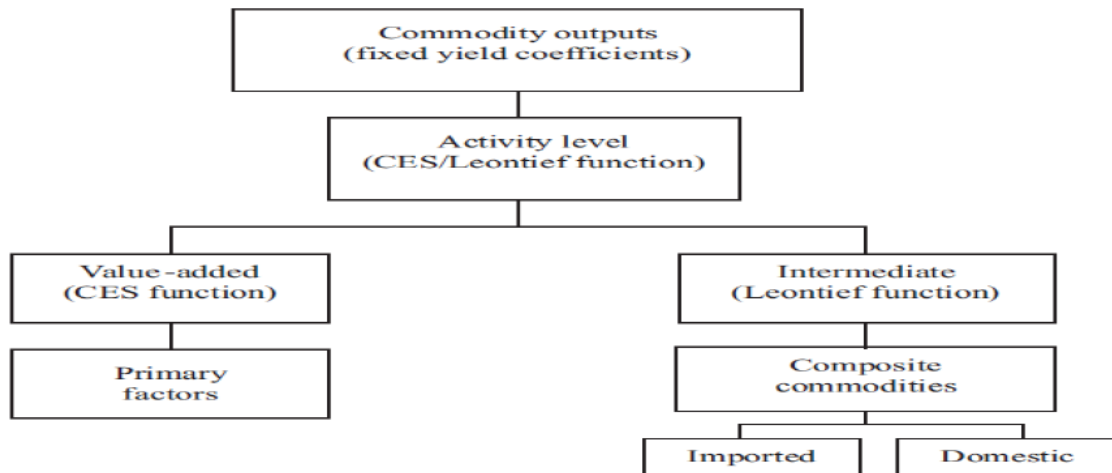 Commodity outputs
(fixed yield coefficients)
Activity level
(CES/Leontief function)
Value-added
(CES function)
Intermediate
(Leontief function)
Primary
factors
Composite
commodities
Imported
Domestic